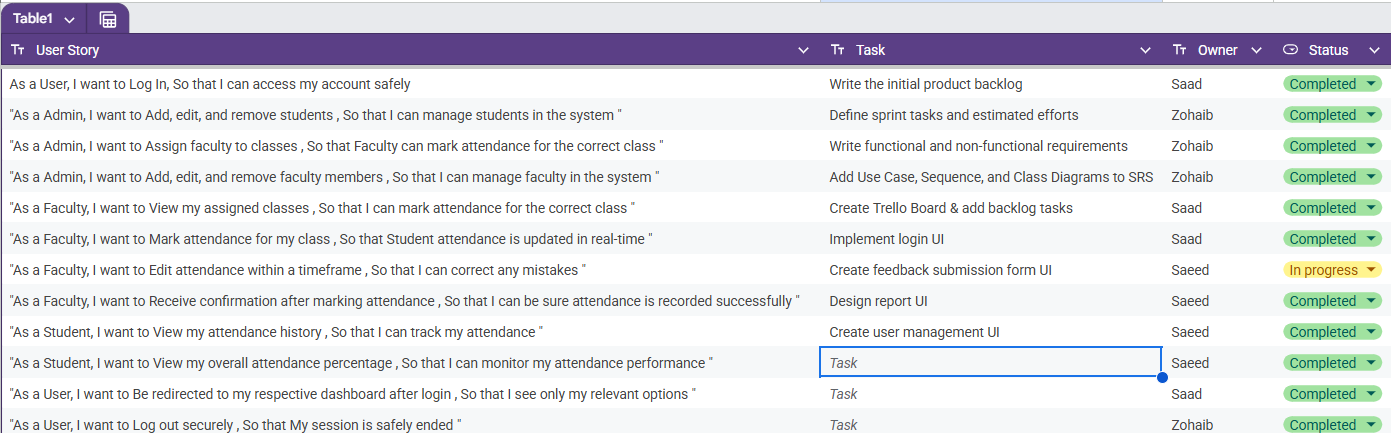 Table1
User Story Task Owner Status
As a User, I want to Log In, So that I can access my account safely Write the initial product backlog Saad Completed
"As a Admin, I want to Add, edit, and remove students , So that I can manage students in the system " Define sprint tasks and estimated efforts Zohaib Completed
"As a Admin, I want to Assign faculty to classes , So that Faculty can mark attendance for the correct class " Write functional and non-functional requirements Zohaib Completed
"As a Admin, I want to Add, edit, and remove faculty members , So that I can manage faculty in the system " Add Use Case, Sequence, and Class Diagrams to SRS Zohaib Completed
"As a Faculty, I want to View my assigned classes , So that I can mark attendance for the correct class " Create Trello Board & add backlog tasks Saad Completed
"As a Faculty, I want to Mark attendance for my class , So that Student attendance is updated in real-time " Implement login UI Saad Completed
"As a Faculty, I want to Edit attendance within a timeframe , So that I can correct any mistakes " Create feedback submission form UI Saeed In progress
"As a Faculty, I want to Receive confirmation after marking attendance , So that I can be sure attendance is recorded successfully " Design report UI Saeed Completed
"As a Student, I want to View my attendance history , So that I can track my attendance " Create user management UI Saeed Completed
"As a Student, I want to View my overall attendance percentage , So that I can monitor my attendance performance " Task Saeed Completed
"As a User, I want to Be redirected to my respective dashboard after login , So that I see only my relevant options " Task Saad Completed
"As a User, I want to Log out securely , So that My session is safely ended " Task Zohaib Completed